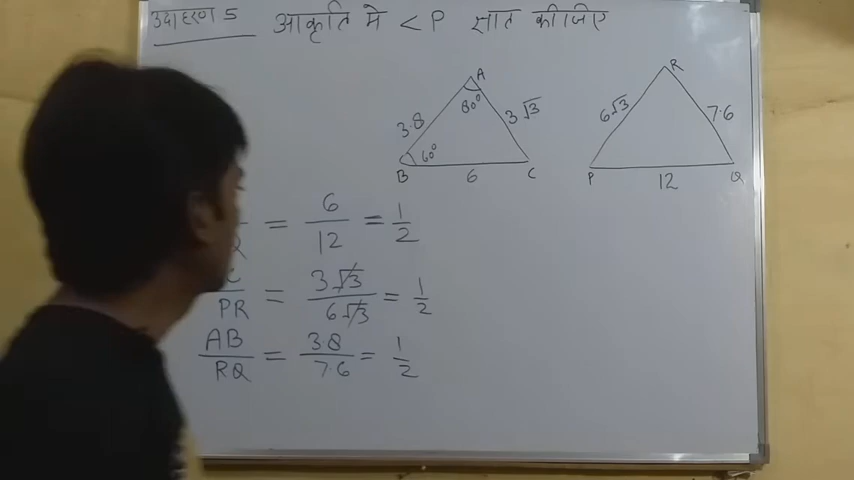 उदाहरण 5 आकृति में < P ज्ञात कीजिए
A
80°
3.8
3√3
60°
B
6
C
R
6√3
7.6
P
12
Q
= 6/12 = 1/2
PR = 3√3/6√3 = 1/2
AB/RQ = 3.8/7.6 = 1/2